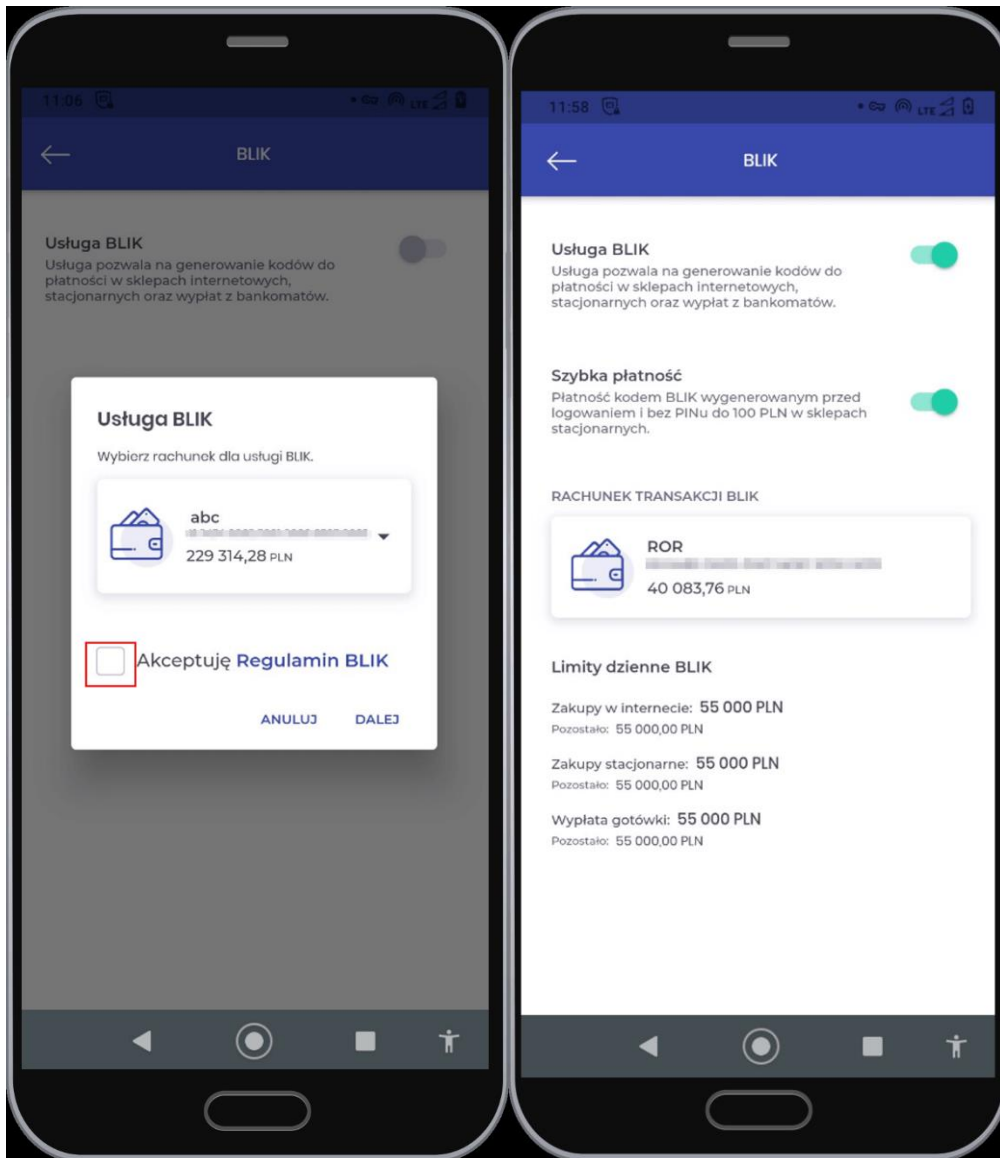 11:06
LTE
BLIK
Usługa BLIK
Usługa pozwala na generowanie kodów do
płatności w sklepach internetowych,
stacjonarnych oraz wypłat z bankomatów.
Usługa BLIK
Wybierz rachunek dla usługi BLIK.
abc
229 314,28 PLN
Akceptuję Regulamin BLIK
ANULUJ DALEJ
11:58
LTE
BLIK
Usługa BLIK
Usługa pozwala na generowanie kodów do
płatności w sklepach internetowych,
stacjonarnych oraz wypłat z bankomatów.
Szybka płatność
Płatność kodem BLIK wygenerowanym przed
logowaniem i bez PINu do 100 PLN w sklepach
stacjonarnych.
RACHUNEK TRANSAKCJI BLIK
ROR
40 083,76 PLN
Limity dzienne BLIK
Zakupy w internecie: 55 000 PLN
Pozostało: 55 000,00 PLN
Zakupy stacjonarne: 55 000 PLN
Pozostało: 55 000,00 PLN
Wypłata gotówki: 55 000 PLN
Pozostało: 55 000,00 PLN